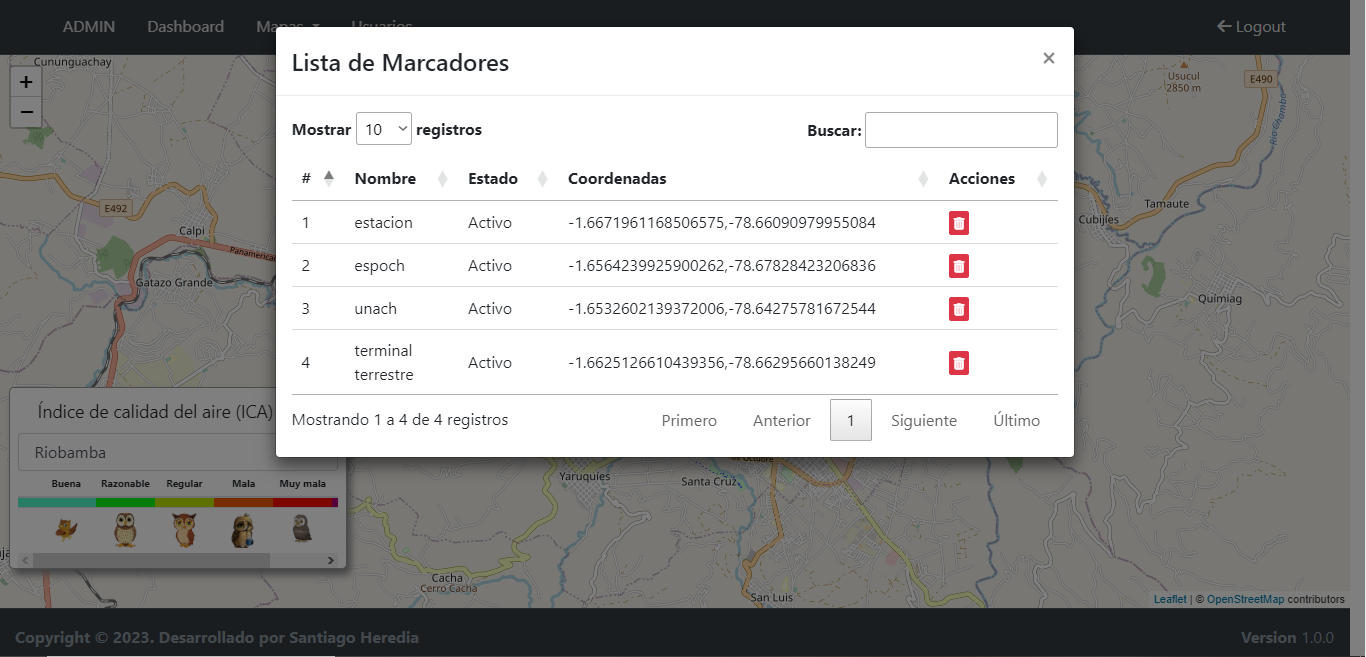 ADMIN Dashboard Mapas Usuarios Logout
Lista de Marcadores ×
Mostrar 10 registros Buscar:
# Nombre Estado Coordenadas Acciones
1 estacion Activo -1.6671961168506575,-78.66090979955084
2 espoch Activo -1.6564239925900262,-78.67828423206836
3 unach Activo -1.6532602139372006,-78.64275781672544
4 terminal terrestre Activo -1.6625126610439356,-78.66295660138249
Mostrando 1 a 4 de 4 registros Primero Anterior 1 Siguiente Último
+
−
Cununguachay
E492
Calpi
Panamerican
Gatazo Grande
Usucul
2850 m
E490
Río Chambo
Tamaute
Cubijíes
Químiag
Índice de calidad del aire (ICA)
Riobamba
Buena Razonable Regular Mala Muy mala
Yaruquíes
Santa Cruz
Cacha
Cerro Cacha
San Luis
Leaflet | © OpenStreetMap contributors
Copyright © 2023. Desarrollado por Santiago Heredia
Version 1.0.0